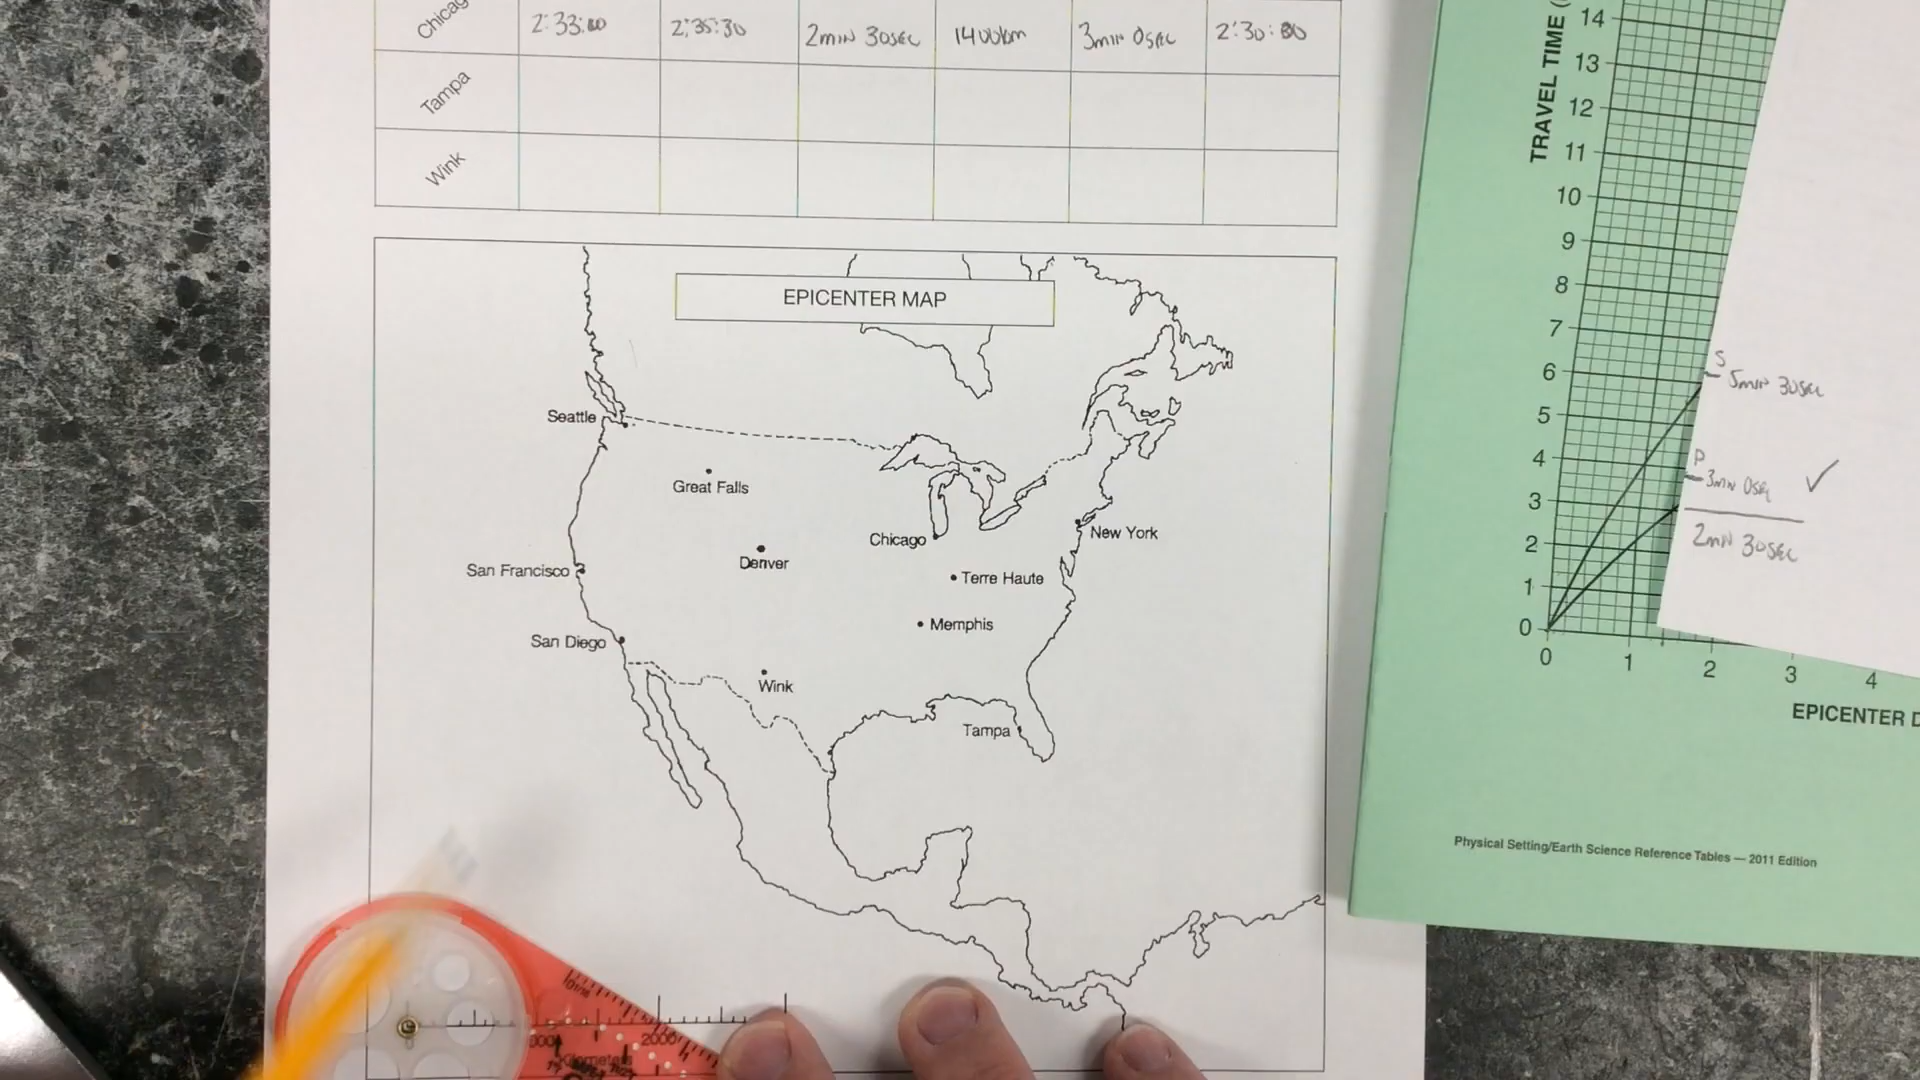 Chicag
2:33:00
2:35:30
2min 30sec
1400km
3min 0sec
2:30:00
Tampa
Wink
EPICENTER MAP
Seattle
Great Falls
Chicago
New York
Denver
San Francisco
Terre Haute
Memphis
San Diego
Wink
Tampa
2000
Kilometers
TRAVEL TIME (
14
13
12
11
10
9
8
7
6
5
4
3
2
1
0
0 1 2 3 4
EPICENTER D
S
5min 30sec
P
3min 0sec ✓
2min 30sec
Physical Setting/Earth Science Reference Tables — 2011 Edition